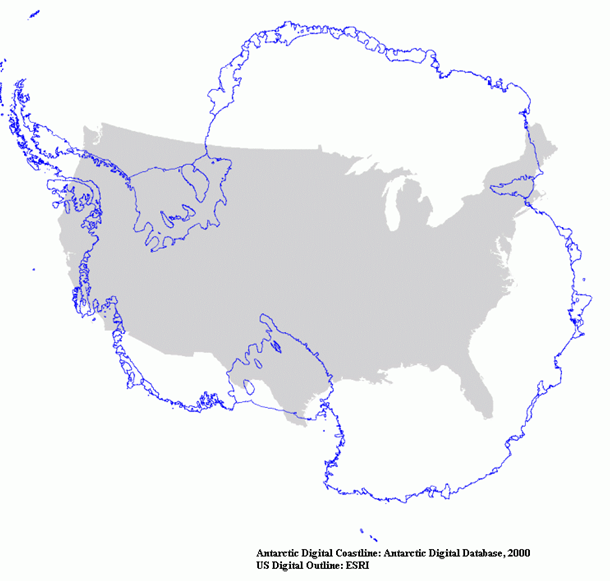 Antarctic Digital Coastline: Antarctic Digital Database, 2000
US Digital Outline: ESRI